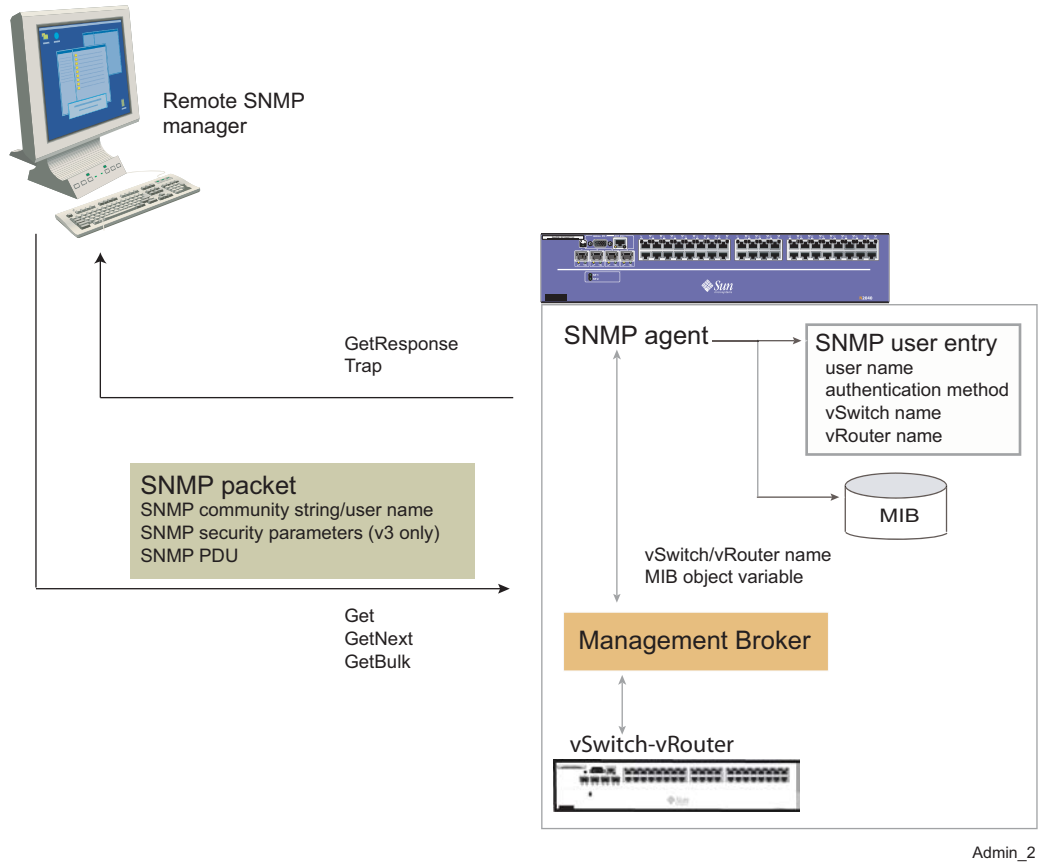 Remote SNMP
manager
GetResponse
Trap
SNMP packet
SNMP community string/user name
SNMP security parameters (v3 only)
SNMP PDU
Get
GetNext
GetBulk
Sun
SNMP agent
SNMP user entry
user name
authentication method
vSwitch name
vRouter name
MIB
vSwitch/vRouter name
MIB object variable
Management Broker
vSwitch-vRouter
Sun
Admin_2